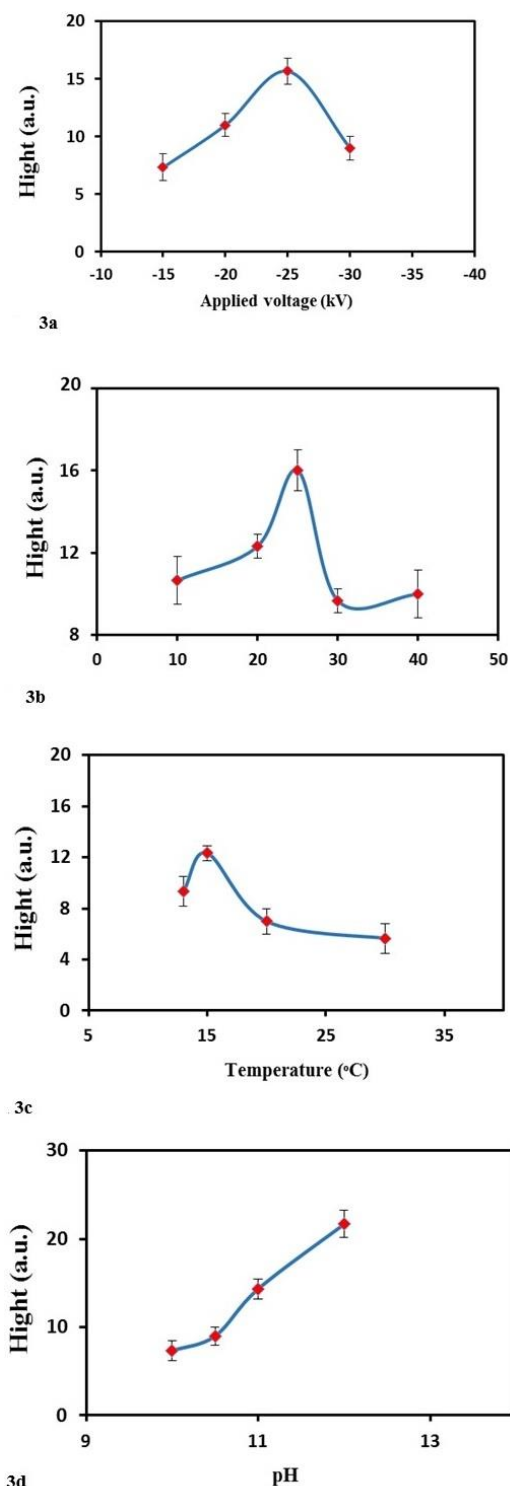 20
15
10
5
0
Hight (a.u.)
-10 -15 -20 -25 -30 -35 -40
Applied voltage (kV)
3a
20
16
12
8
Hight (a.u.)
0 10 20 30 40 50
3b
20
16
12
8
4
0
Hight (a.u.)
5 15 25 35
Temperature (°C)
3c
30
20
10
0
Hight (a.u.)
9 11 13
pH
3d